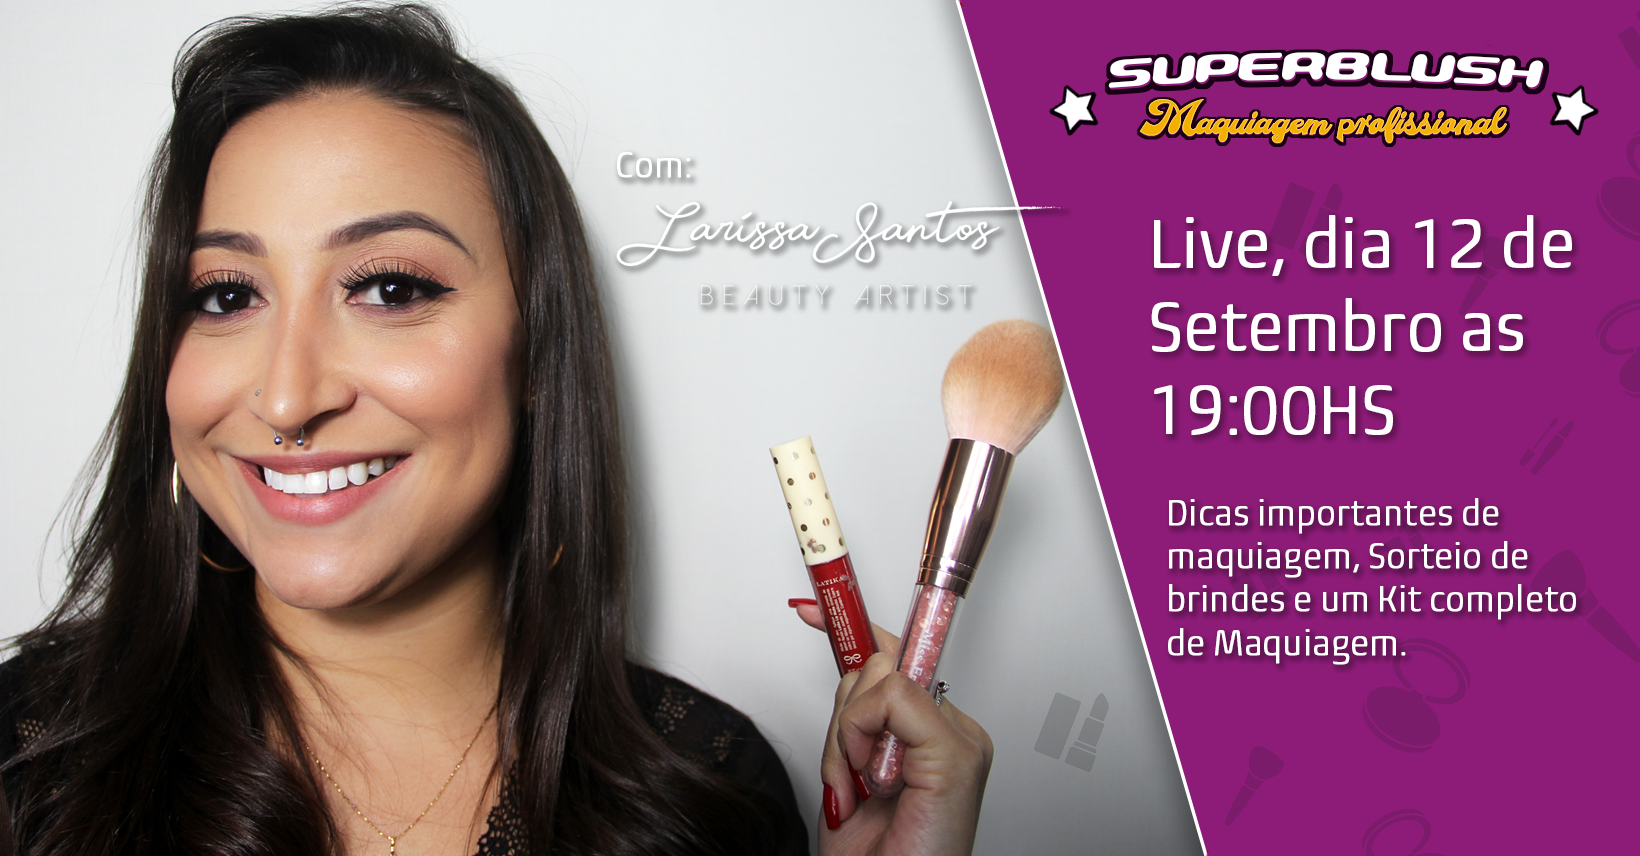 Com:
Larissa Santos
BEAUTY ARTIST
SUPERBLUSH
Maquiagem profissional
Live, dia 12 de
Setembro as
19:00HS
Dicas importantes de
maquiagem, Sorteio de
brindes e um Kit completo
de Maquiagem.
LATIKA